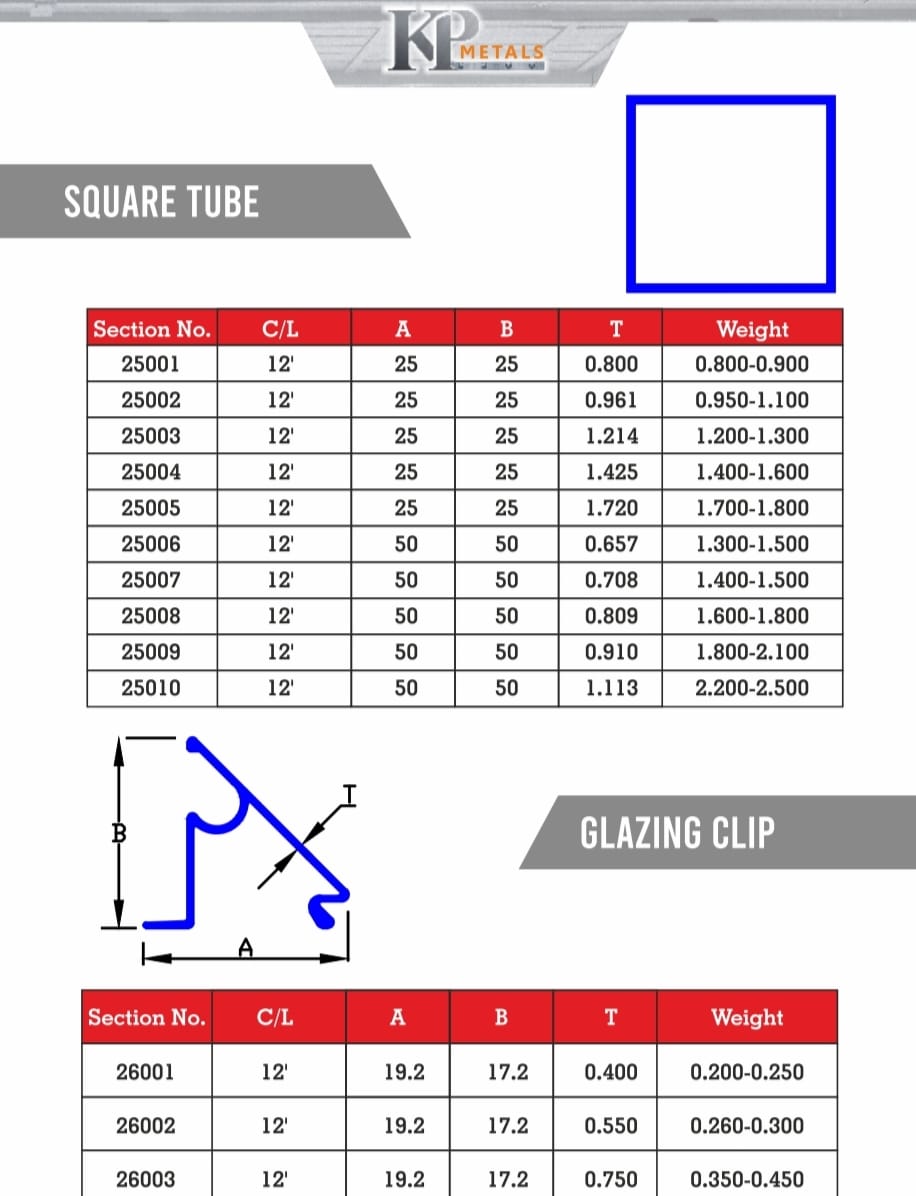 KP METALS
SQUARE TUBE
Section No. C/L A B T Weight
25001 12' 25 25 0.800 0.800-0.900
25002 12' 25 25 0.961 0.950-1.100
25003 12' 25 25 1.214 1.200-1.300
25004 12' 25 25 1.425 1.400-1.600
25005 12' 25 25 1.720 1.700-1.800
25006 12' 50 50 0.657 1.300-1.500
25007 12' 50 50 0.708 1.400-1.500
25008 12' 50 50 0.809 1.600-1.800
25009 12' 50 50 0.910 1.800-2.100
25010 12' 50 50 1.113 2.200-2.500
T
B
A
GLAZING CLIP
Section No. C/L A B T Weight
26001 12' 19.2 17.2 0.400 0.200-0.250
26002 12' 19.2 17.2 0.550 0.260-0.300
26003 12' 19.2 17.2 0.750 0.350-0.450